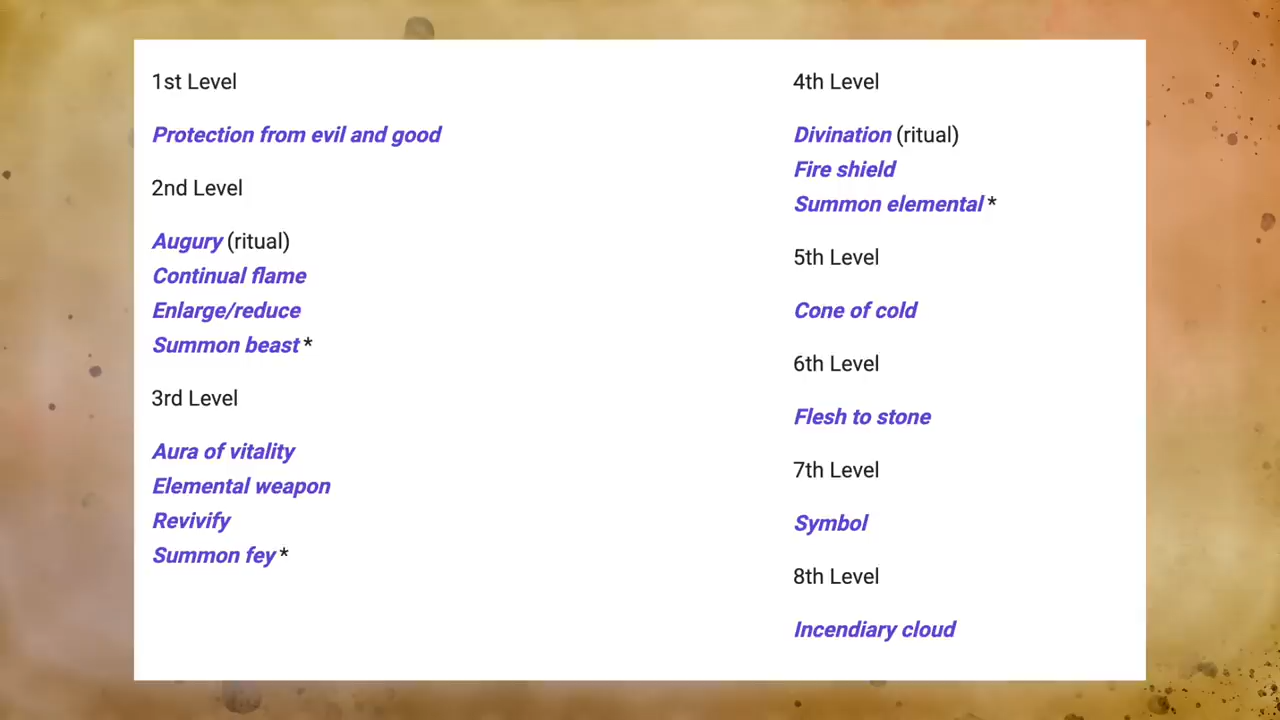 1st Level
Protection from evil and good
2nd Level
Augury (ritual)
Continual flame
Enlarge/reduce
Summon beast *
3rd Level
Aura of vitality
Elemental weapon
Revivify
Summon fey *
4th Level
Divination (ritual)
Fire shield
Summon elemental *
5th Level
Cone of cold
6th Level
Flesh to stone
7th Level
Symbol
8th Level
Incendiary cloud